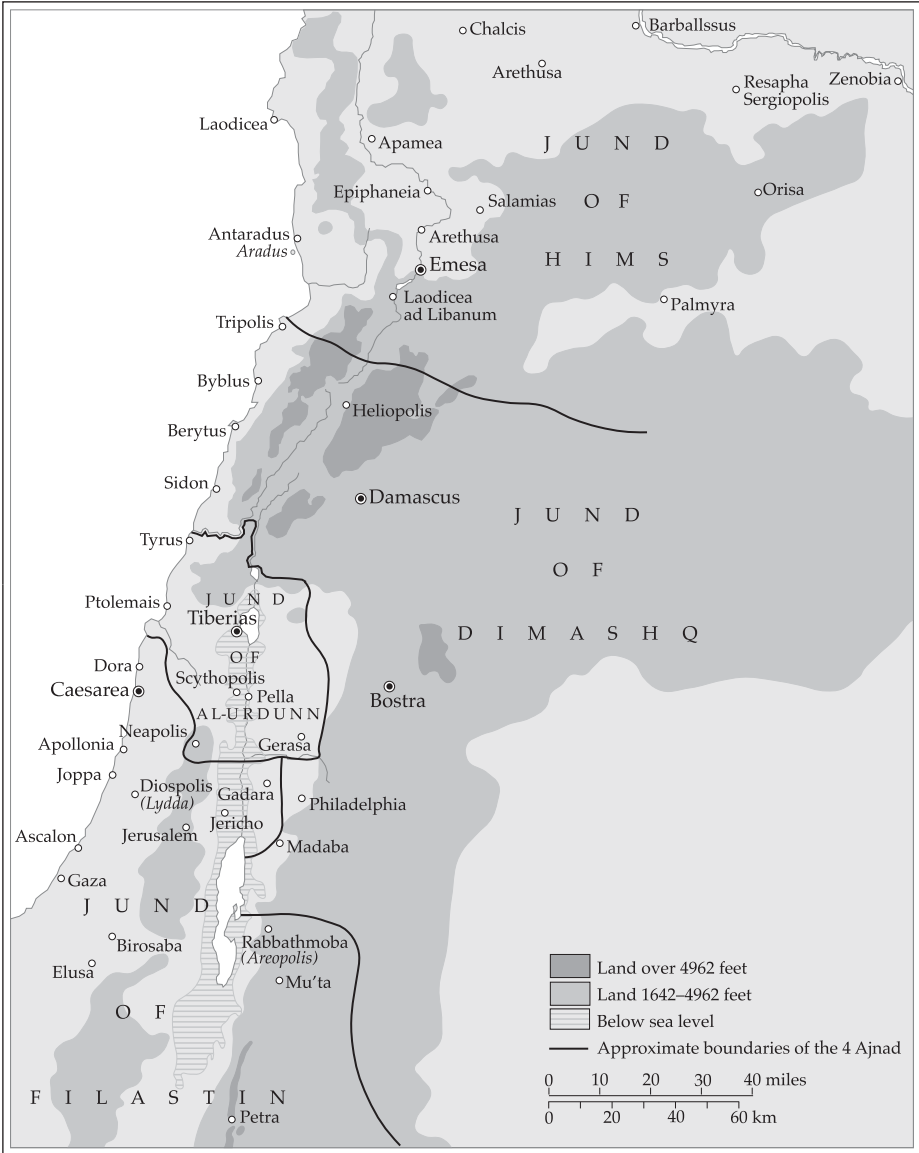 Chalcis
Barballssus
Arethusa
Resapha
Sergiopolis
Zenobia
Laodicea
Apamea
J U N D
Epiphaneia
Salamias
O F
Orisa
Antaradus
Aradus
Arethusa
Emesa
H I M S
Laodicea
ad Libanum
Palmyra
Tripolis
Byblus
Heliopolis
Berytus
Sidon
Damascus
J U N D
Tyrus
O F
Ptolemais
J U N D
Tiberias
D I M A S H Q
O F
Dora
Scythopolis
Caesarea
Pella
Bostra
AL-URDUNN
Neapolis
Apollonia
Gerasa
Joppa
Diospolis
(Lydda)
Gadara
Philadelphia
Jericho
Jerusalem
Ascalon
Madaba
Gaza
J U N D
Birosaba
Rabbathmoba
(Areopolis)
Elusa
Mu'ta
O F
F I L A S T I N
Petra
Land over 4962 feet
Land 1642–4962 feet
Below sea level
Approximate boundaries of the 4 Ajnad
0 10 20 30 40 miles
0 20 40 60 km